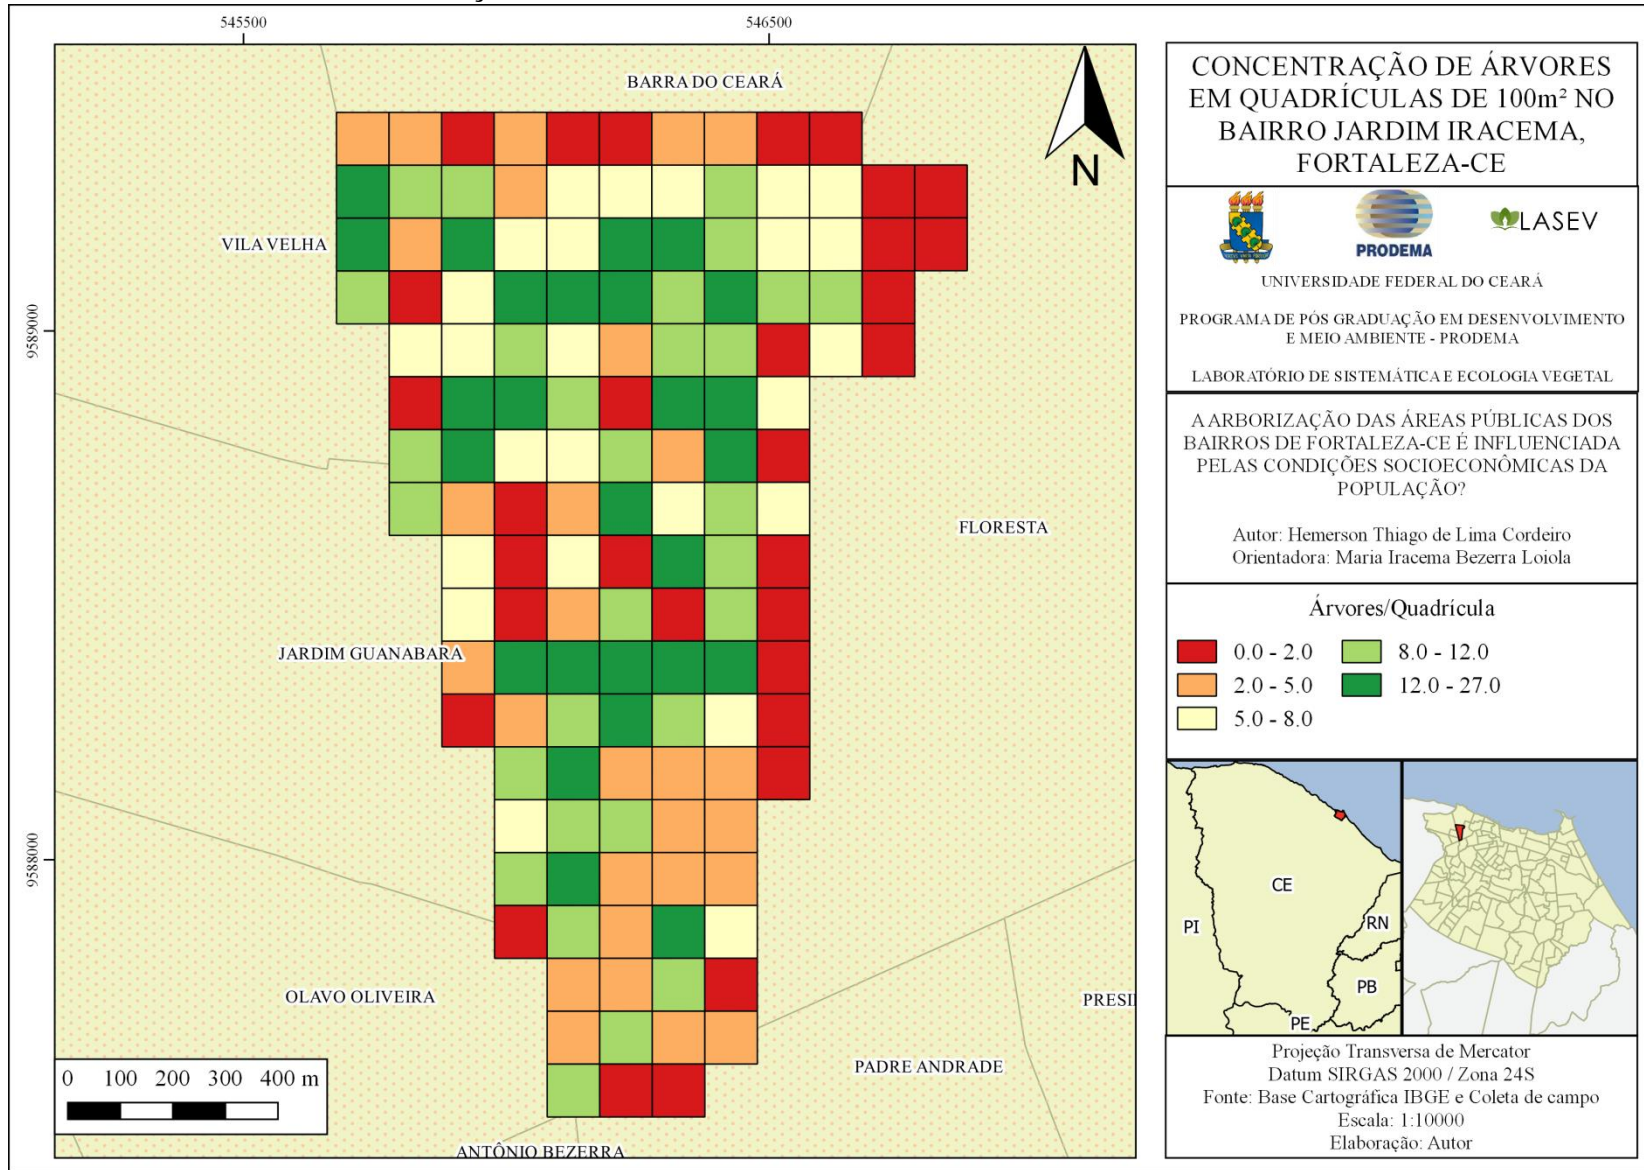 545500
546500
BARRA DO CEARÁ
N
VILA VELHA
9589000
FLORESTA
JARDIM GUANABARA
9588000
OLAVO OLIVEIRA
PRESI
PADRE ANDRADE
ANTÔNIO BEZERRA
0 100 200 300 400 m
CONCENTRAÇÃO DE ÁRVORES
EM QUADRÍCULAS DE 100m² NO
BAIRRO JARDIM IRACEMA,
FORTALEZA-CE
PRODEMA
LASEV
UNIVERSIDADE FEDERAL DO CEARÁ
PROGRAMA DE PÓS GRADUAÇÃO EM DESENVOLVIMENTO
E MEIO AMBIENTE - PRODEMA
LABORATÓRIO DE SISTEMÁTICA E ECOLOGIA VEGETAL
A ARBORIZAÇÃO DAS ÁREAS PÚBLICAS DOS
BAIRROS DE FORTALEZA-CE É INFLUENCIADA
PELAS CONDIÇÕES SOCIOECONÔMICAS DA
POPULAÇÃO?
Autor: Hemerson Thiago de Lima Cordeiro
Orientadora: Maria Iracema Bezerra Loiola
Árvores/Quadrícula
0.0 - 2.0
2.0 - 5.0
5.0 - 8.0
8.0 - 12.0
12.0 - 27.0
CE
PI
RN
PB
PE
Projeção Transversa de Mercator
Datum SIRGAS 2000 / Zona 24S
Fonte: Base Cartográfica IBGE e Coleta de campo
Escala: 1:10000
Elaboração: Autor